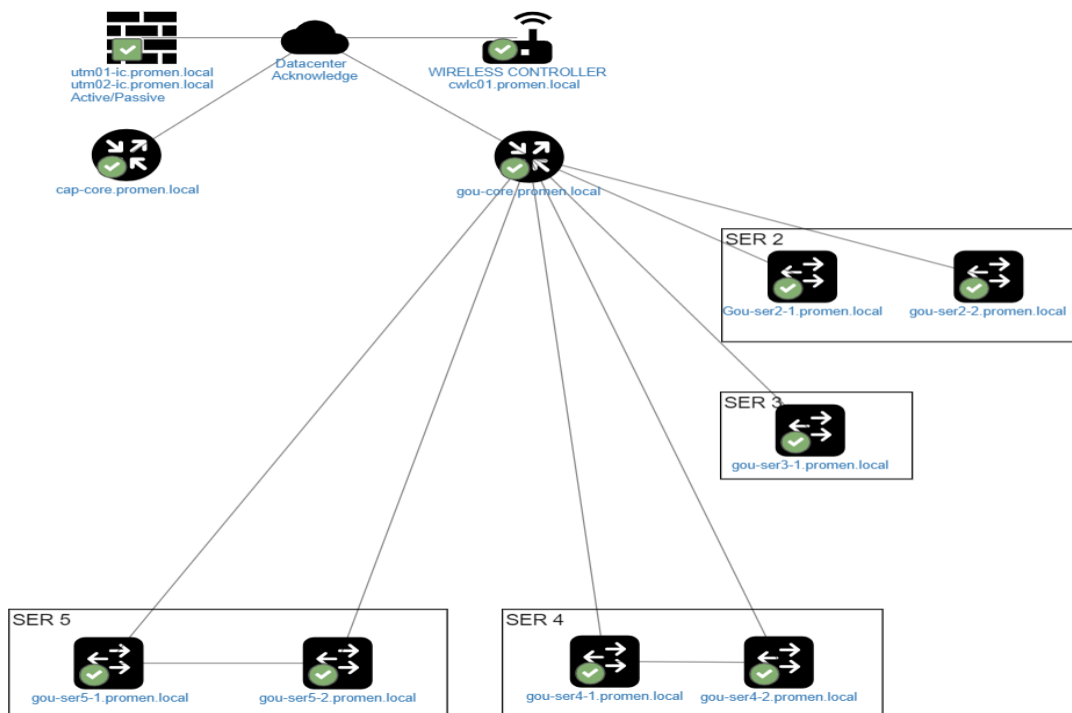 utm01-ic.promen.local
utm02-ic.promen.local
Active/Passive
Datacenter
Acknowledge
WIRELESS CONTROLLER
cwlc01.promen.local
cap-core.promen.local
gou-core.promen.local
SER 2
Gou-ser2-1.promen.local
gou-ser2-2.promen.local
SER 3
gou-ser3-1.promen.local
SER 5
gou-ser5-1.promen.local
gou-ser5-2.promen.local
SER 4
gou-ser4-1.promen.local
gou-ser4-2.promen.local